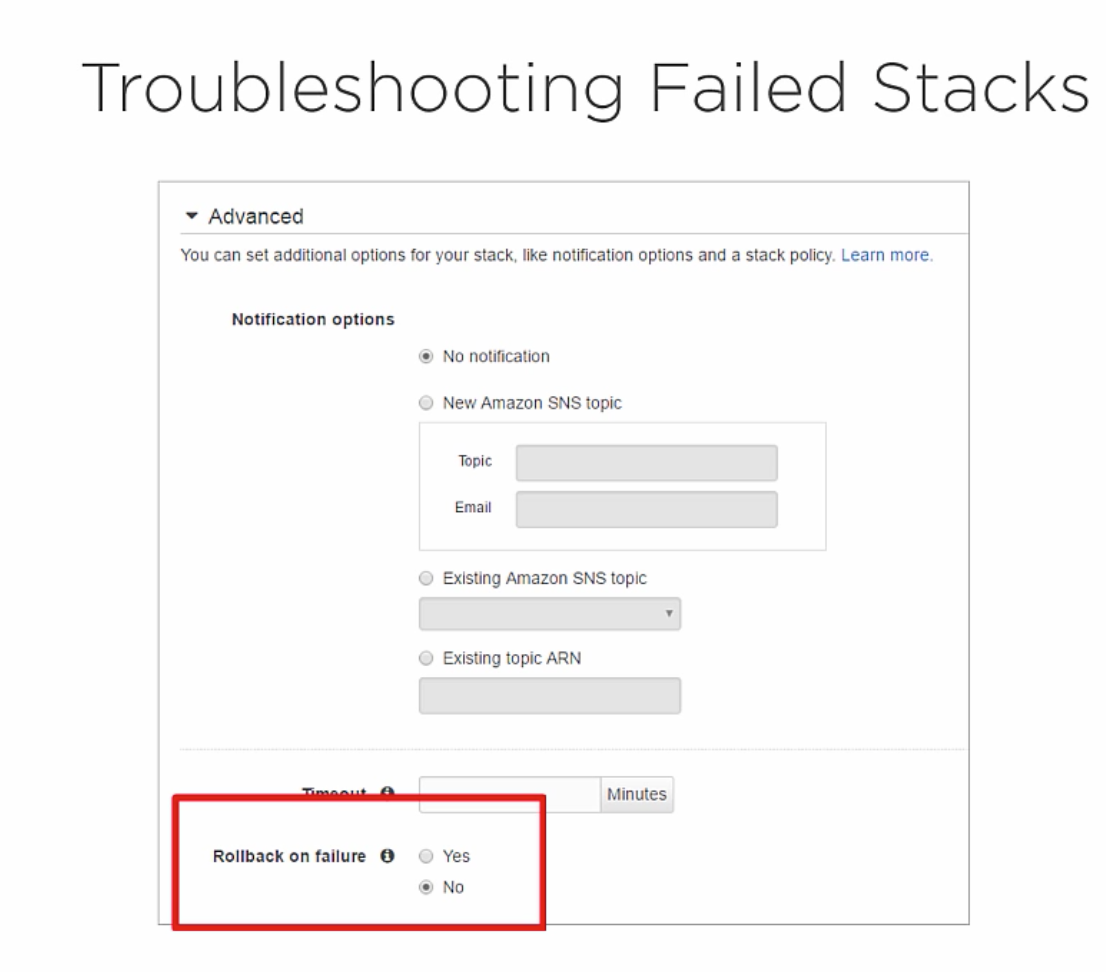 Troubleshooting Failed Stacks
Advanced
You can set additional options for your stack, like notification options and a stack policy. Learn more.
Notification options
No notification
New Amazon SNS topic
Topic
Email
Existing Amazon SNS topic
Existing topic ARN
Timeout
Minutes
Rollback on failure
Yes
No